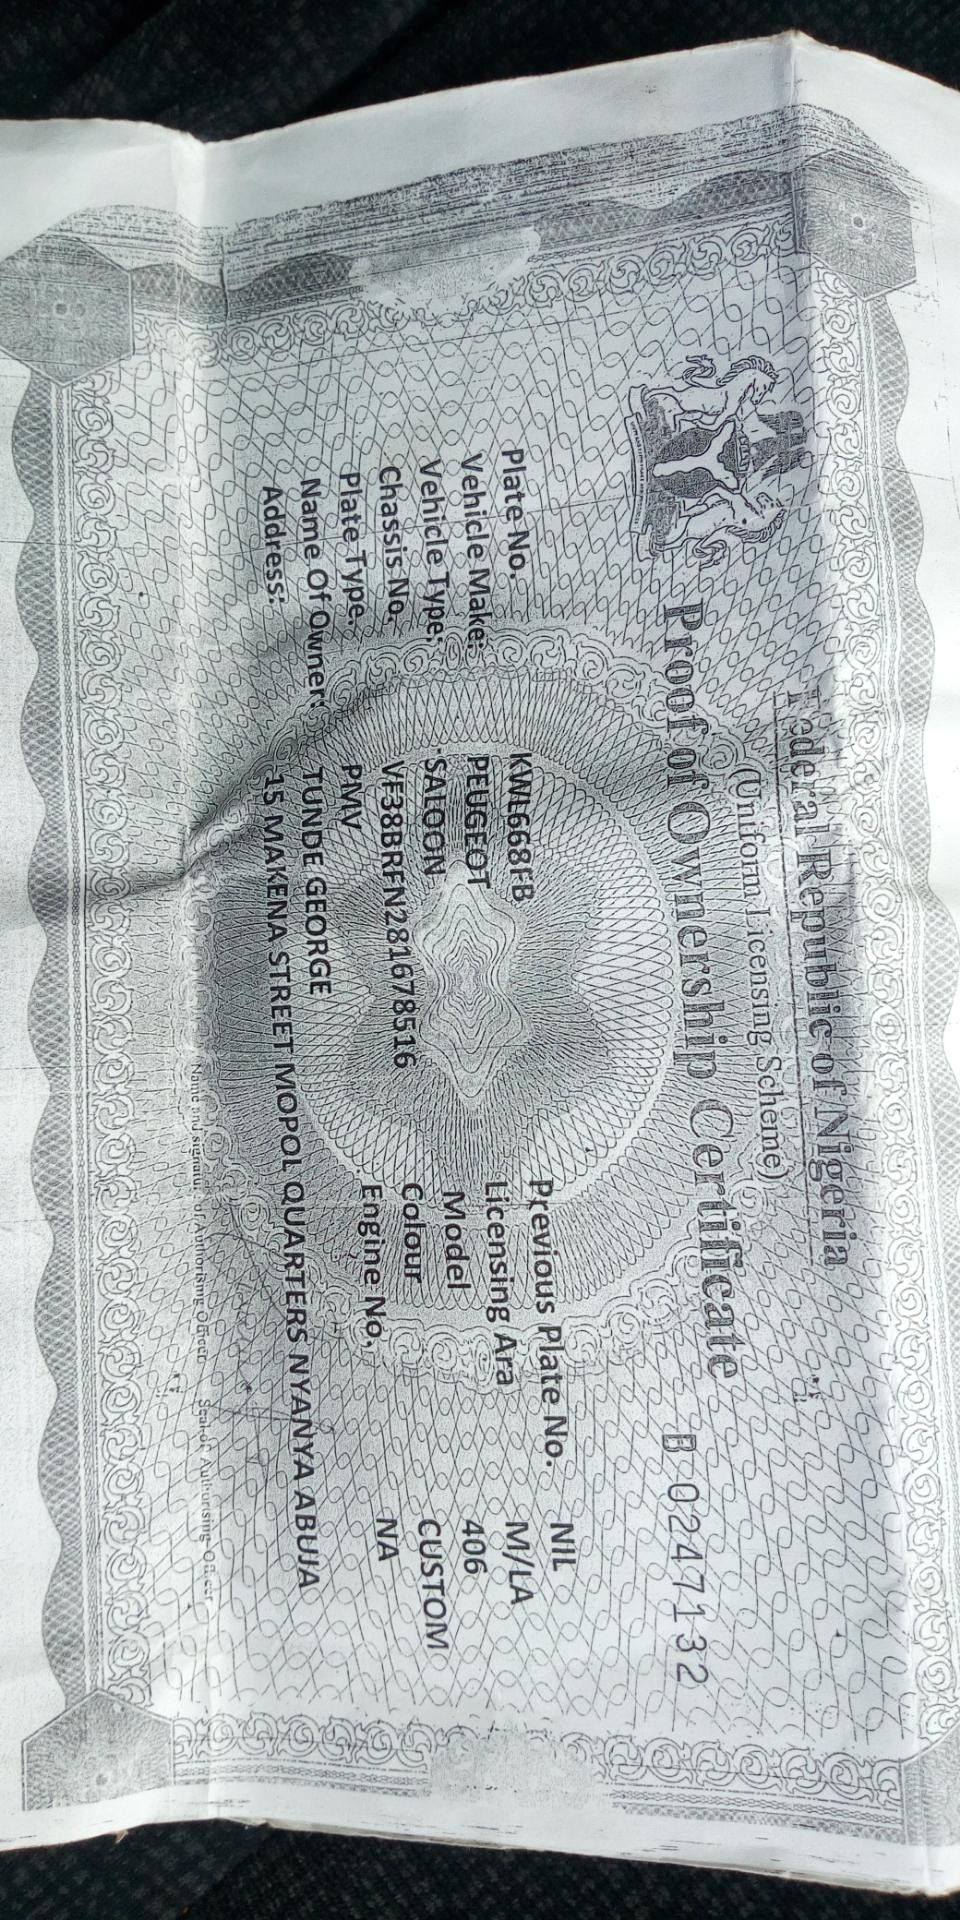 Federal Republic of Nigeria
(Uniform Licensing Scheme)
Proof of Ownership Certificate
B 0247132
Plate No. KWL668FB Previous Plate No. NIL
Vehicle Make: PEUGEOT Licensing Ara M/LA
Vehicle Type: SALOON Model 406
Chassis No. VF38BRFN281678516 Colour CUSTOM
Plate Type. PMV Engine No. NA
Name Of Owner: TUNDE GEORGE
Address: 15 MAKENA STREET MOPOL QUARTERS NYANYA ABUJA
Name and signature of Authorising Officer Seal of Authorising Officer